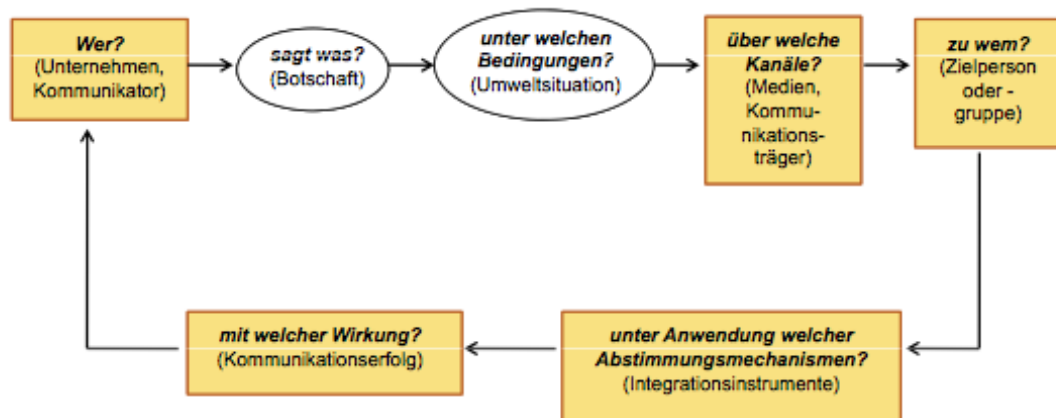 Wer?
(Unternehmen,
Kommunikator)
sagt was?
(Botschaft)
unter welchen
Bedingungen?
(Umweltsituation)
über welche
Kanäle?
(Medien,
Kommu-
nikations-
träger)
zu wem?
(Zielperson
oder -
gruppe)
unter Anwendung welcher
Abstimmungsmechanismen?
(Integrationsinstrumente)
mit welcher Wirkung?
(Kommunikationserfolg)